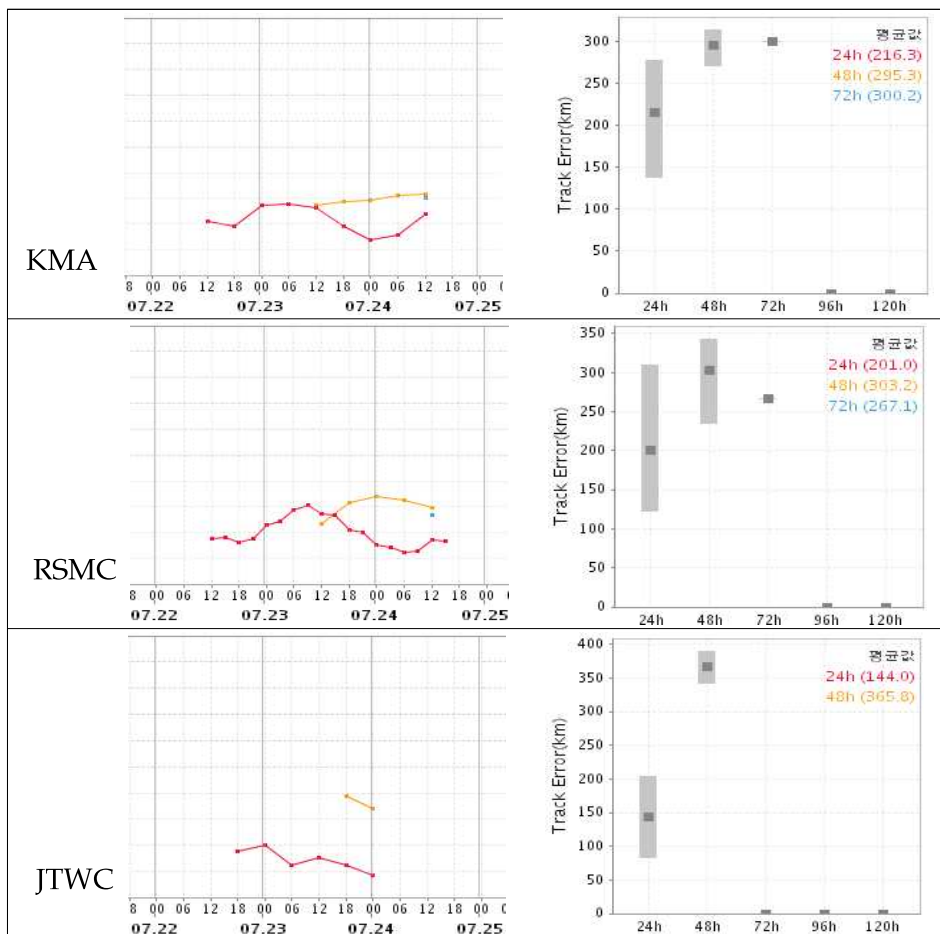 KMA
8 00 06 12 18 00 06 12 18 00 06 12 18 00
07.22 07.23 07.24 07.25
Track Error(km)
300
250
200
150
100
50
0
24h 48h 72h 96h 120h
평균값
24h (216.3)
48h (295.3)
72h (300.2)
RSMC
8 00 06 12 18 00 06 12 18 00 06 12 18 00
07.22 07.23 07.24 07.25
Track Error(km)
350
300
250
200
150
100
50
0
24h 48h 72h 96h 120h
평균값
24h (201.0)
48h (303.2)
72h (267.1)
JTWC
8 00 06 12 18 00 06 12 18 00 06 12 18 00
07.22 07.23 07.24 07.25
Track Error(km)
400
350
300
250
200
150
100
50
0
24h 48h 72h 96h 120h
평균값
24h (144.0)
48h (365.8)